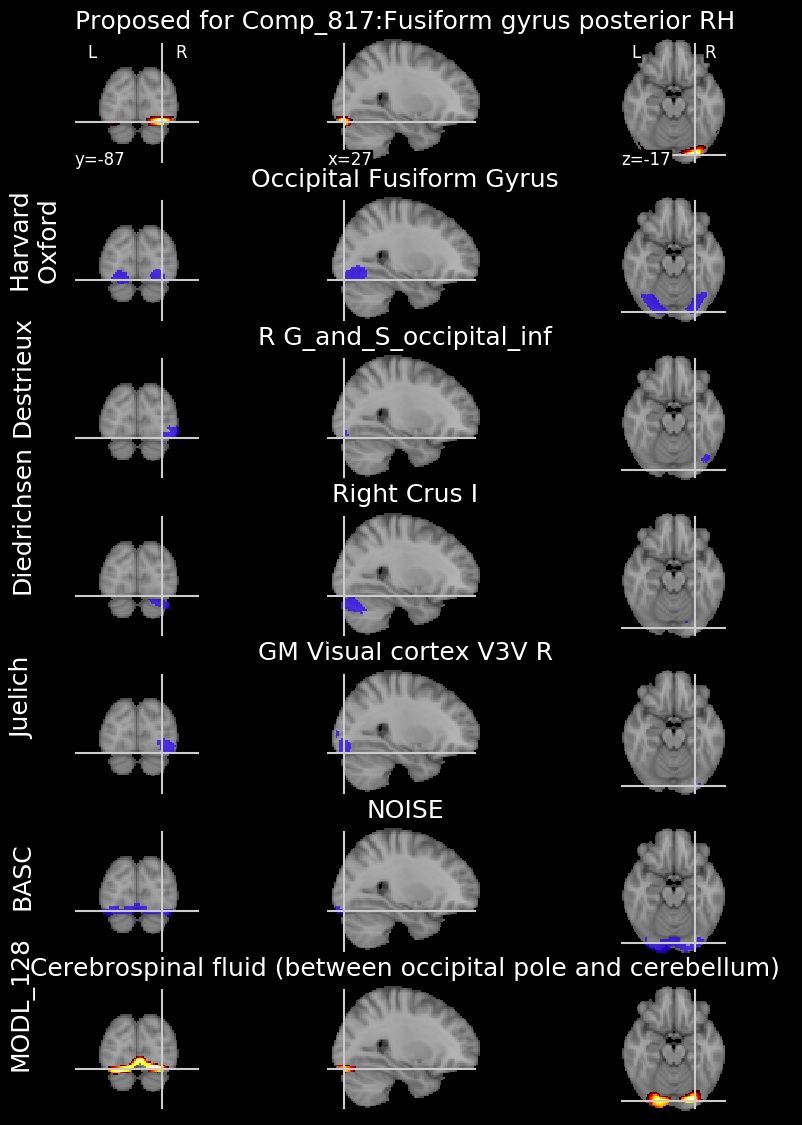 Proposed for Comp_817:Fusiform gyrus posterior RH
L R L R
y=-87 x=27 z=-17
Occipital Fusiform Gyrus
Harvard
Oxford
R G_and_S_occipital_inf
Destrieux
Right Crus I
Diedrichsen
GM Visual cortex V3V R
Juelich
NOISE
BASC
Cerebrospinal fluid (between occipital pole and cerebellum)
MODL_128